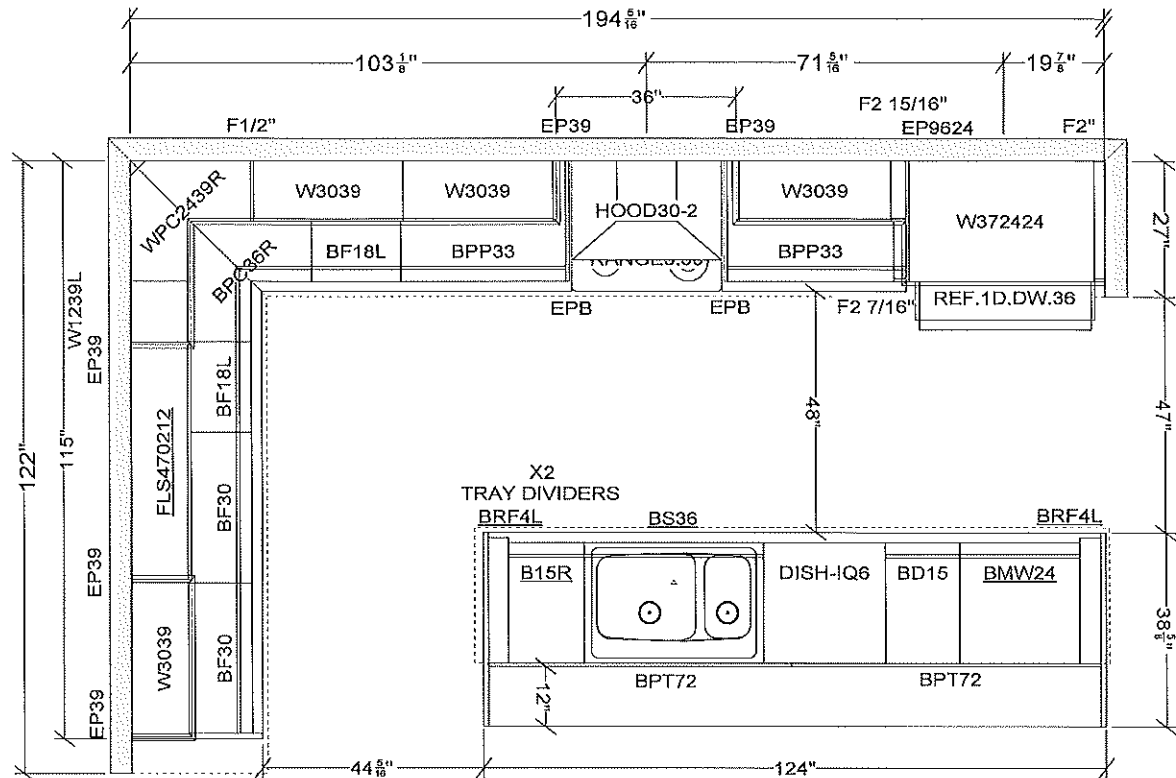 194 5/16"
103 1/8"
71 5/16"
19 7/8"
36"
F2 15/16"
F1/2"
EP39
EP39
EP9624
F2"
WPC2439R
W3039
W3039
HOOD30-2
W3039
W372424
27"
BPC36R
BF18L
BPP33
BPP33
W1239L
EP39
EPB
EPB
F2 7/16"
REF.1D.DW.36
122"
115"
FLS470212
BF18L
48"
47"
BF30
X2
TRAY DIVIDERS
BRF4L
BS36
BRF4L
EP39
B15R
DISH-IQ6
BD15
BMW24
38 5/8"
W3039
BF30
BPT72
BPT72
12"
EP39
44 5/16"
124"